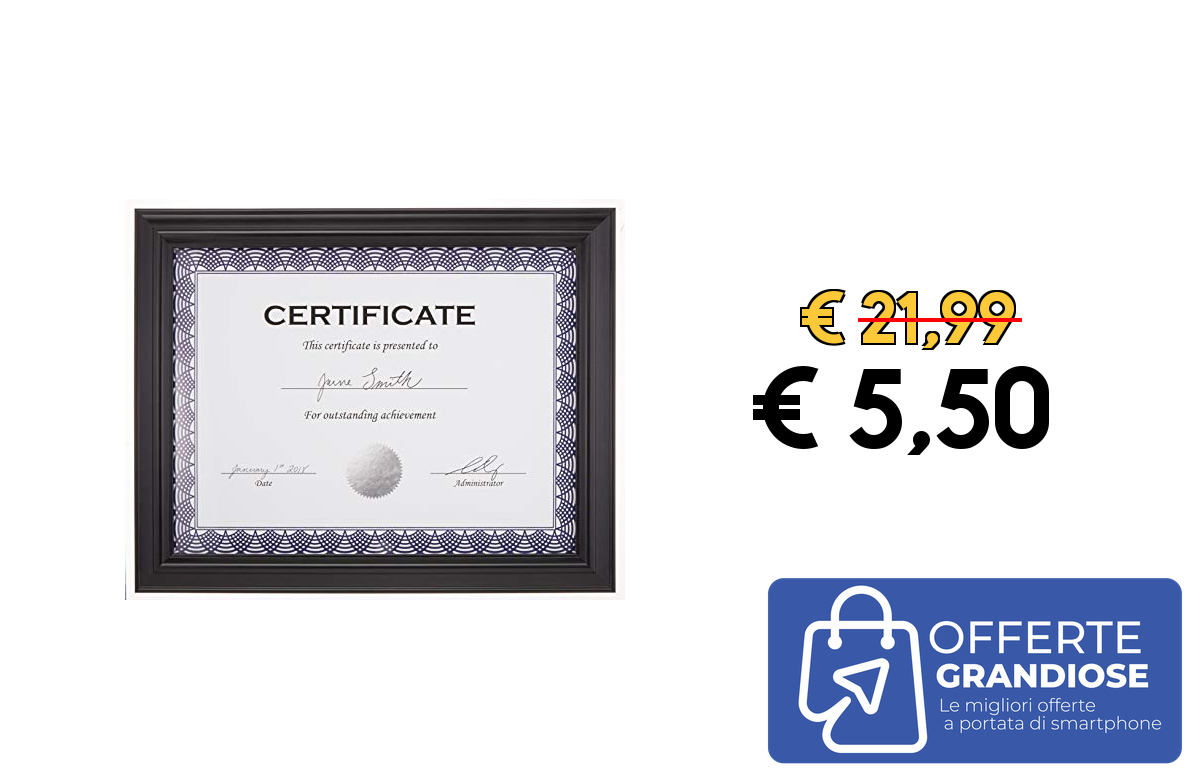 CERTIFICATE
This certificate is presented to
Jane Smith
For outstanding achievement
January 1st 2018
Date
Administrator
€ 21,99
€ 5,50
OFFERTE
GRANDIOSE
Le migliori offerte
a portata di smartphone